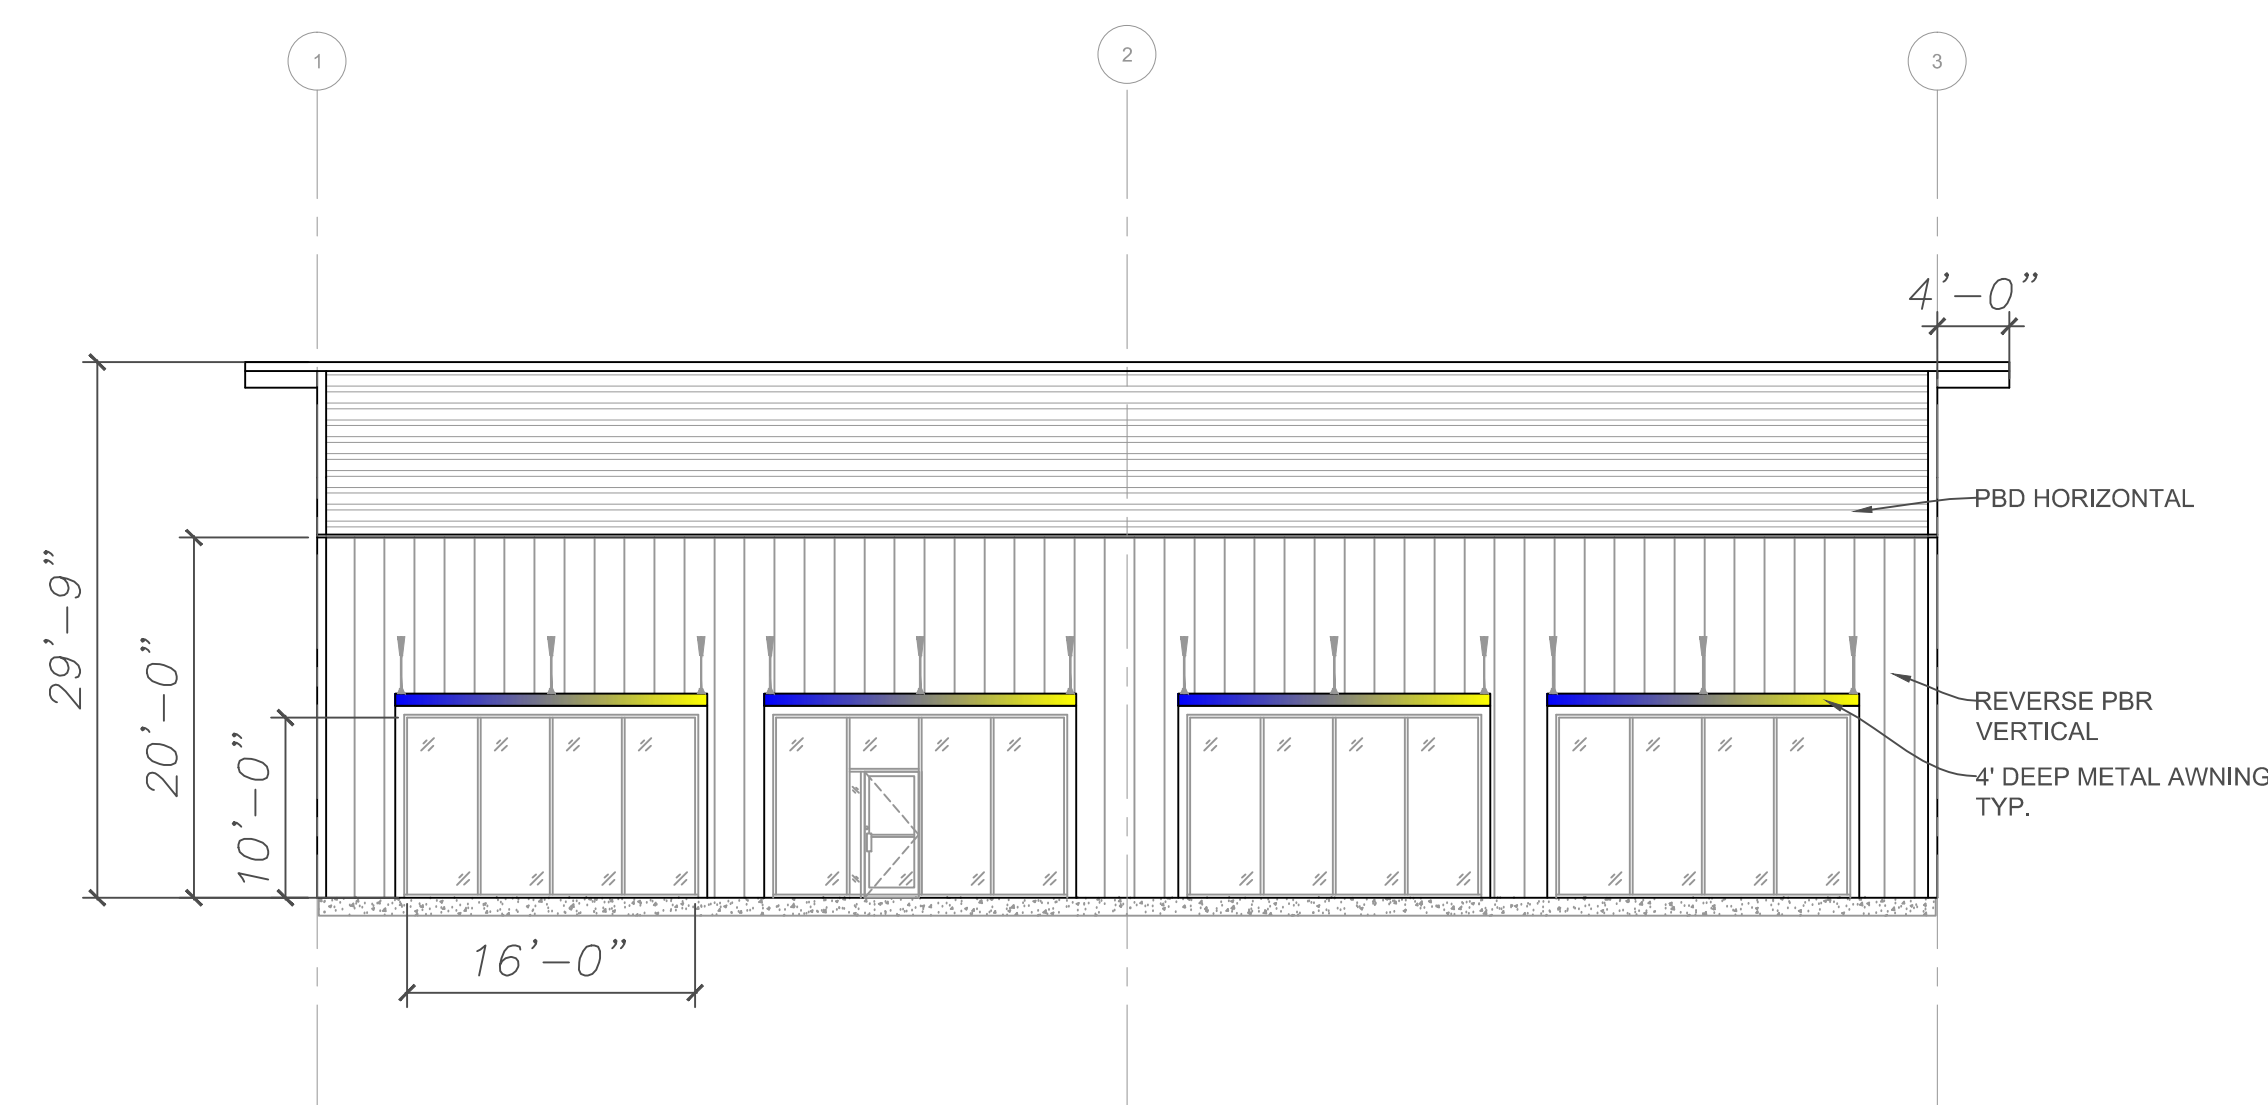 1
2
3
4'-0"
PBD HORIZONTAL
29'-9"
20'-0"
10'-0"
REVERSE PBR
VERTICAL
4' DEEP METAL AWNING
TYP.
16'-0"